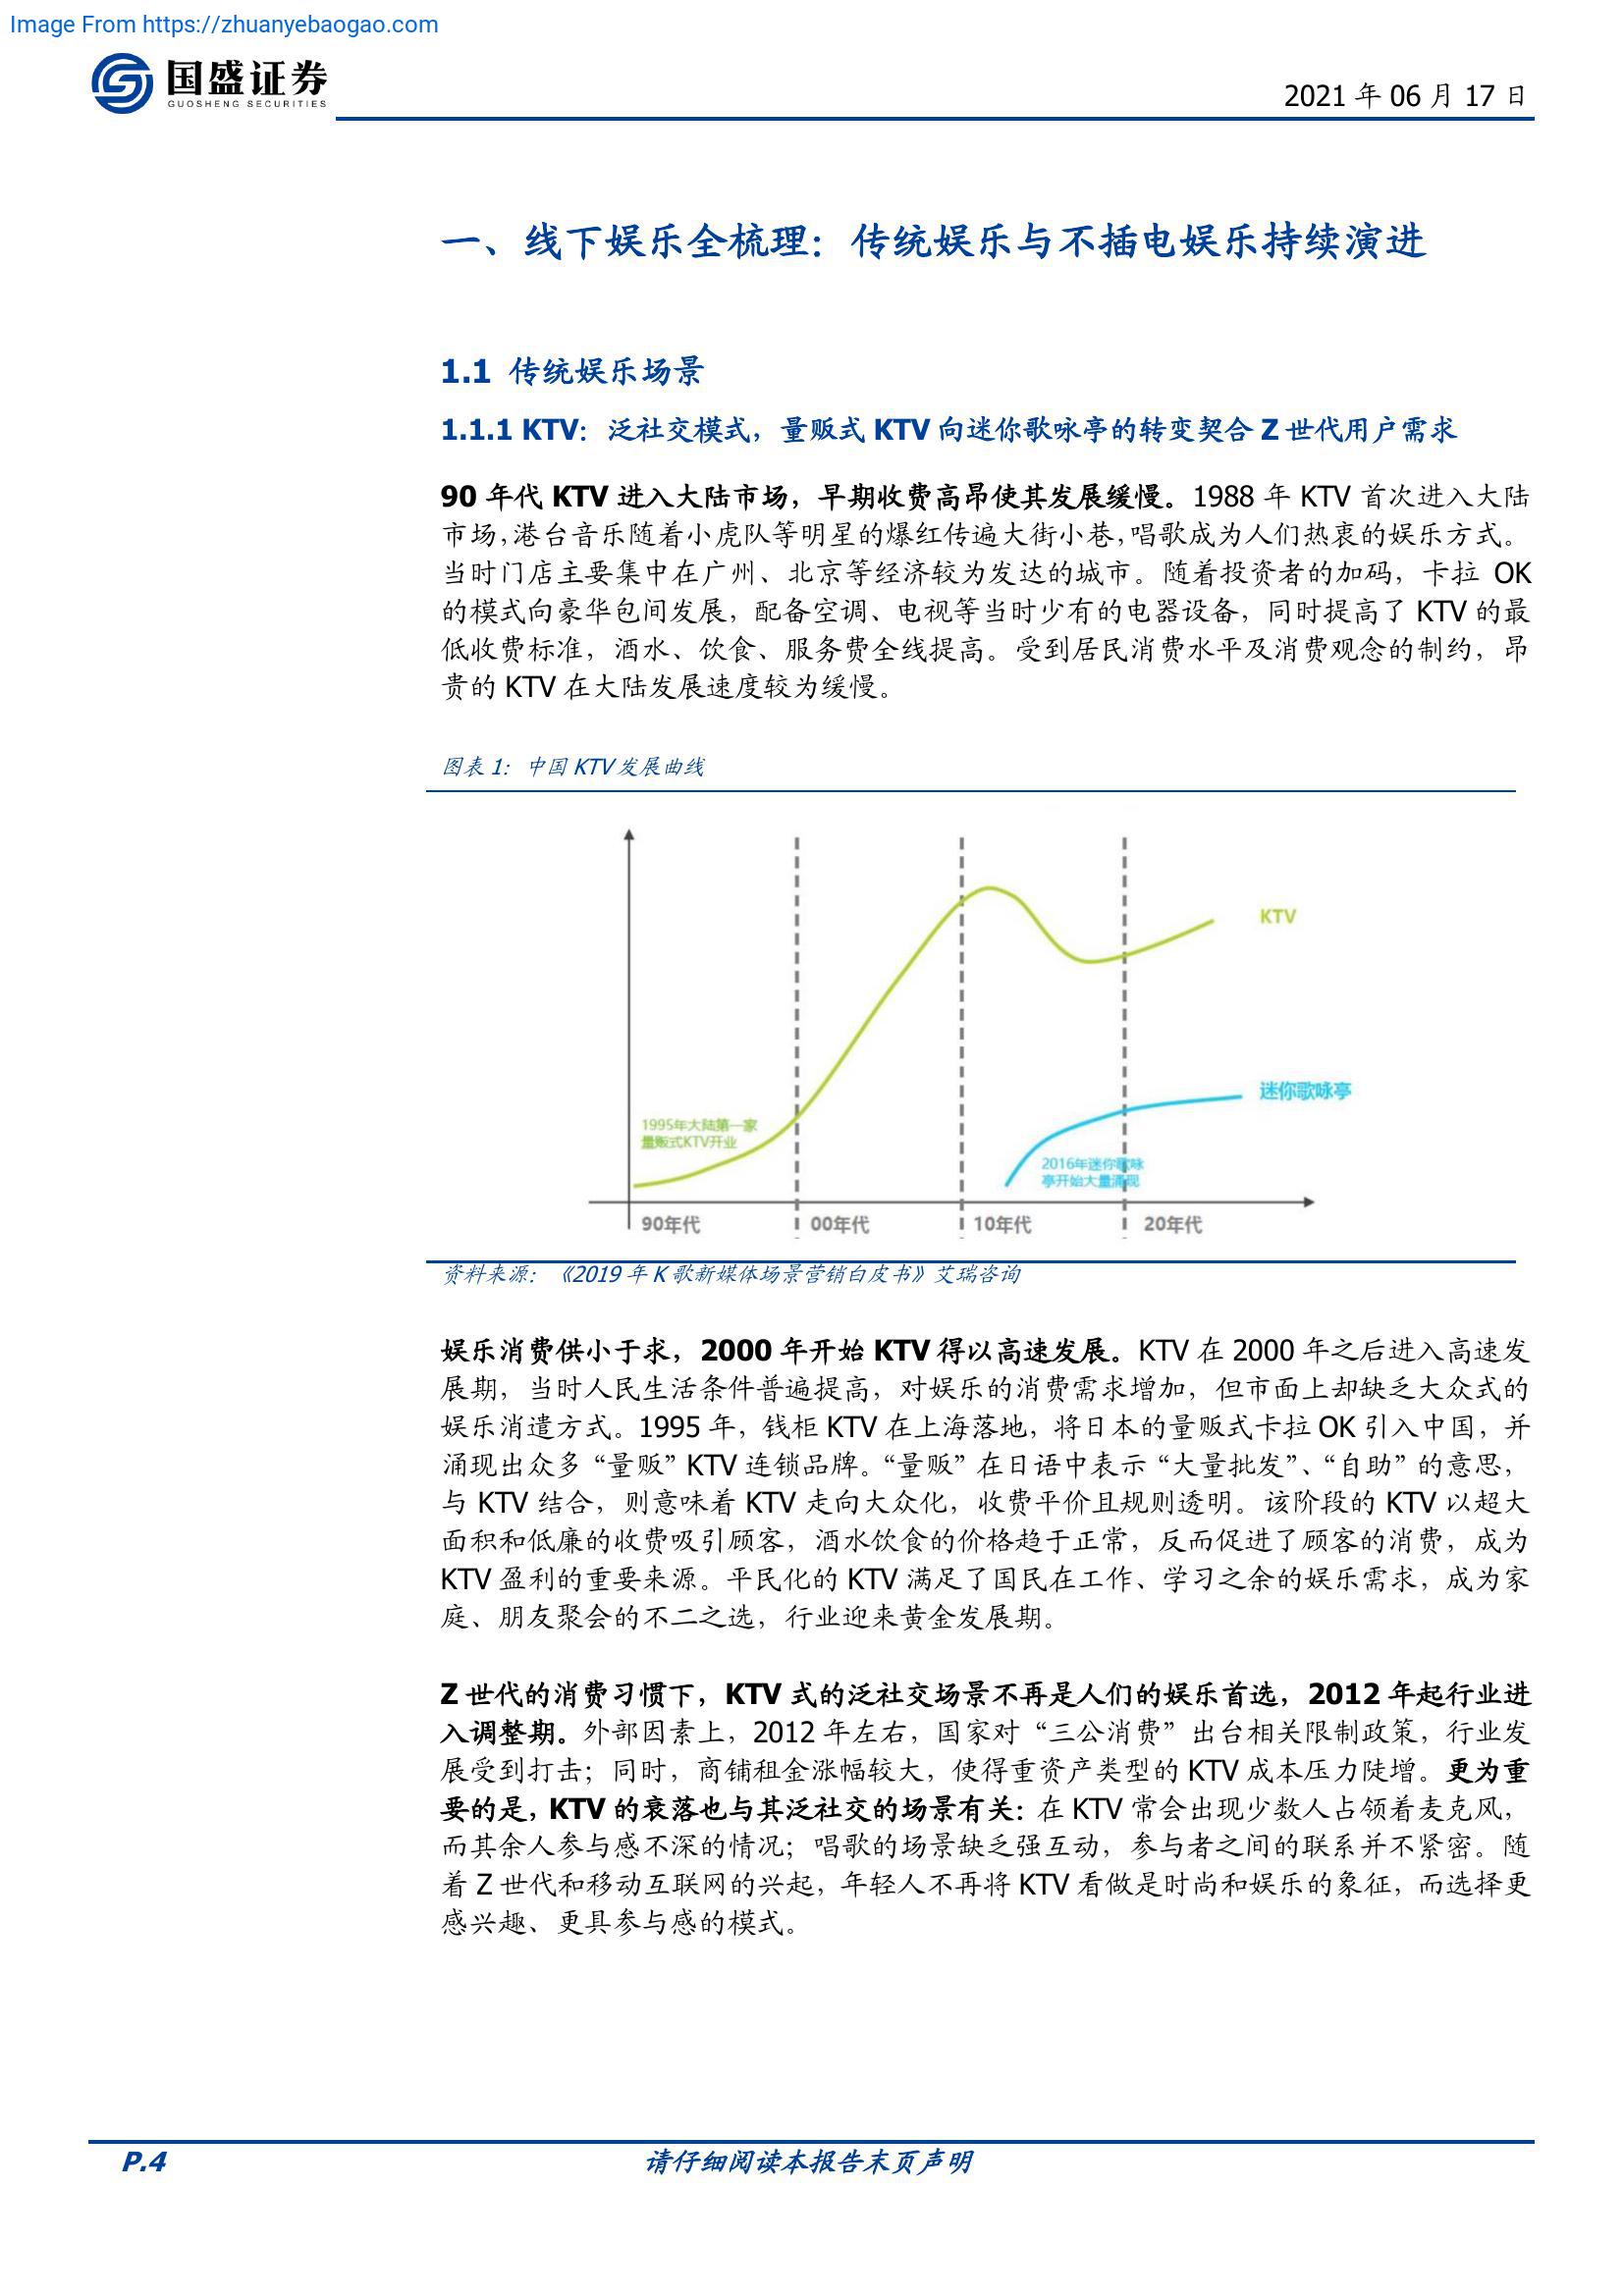 Image From https://zhuanyebaogao.com
国盛证券
GUOSHENG SECURITIES
2021 年 06 月 17 日
一、线下娱乐全梳理：传统娱乐与不插电娱乐持续演进
1.1 传统娱乐场景
1.1.1 KTV：泛社交模式，量贩式 KTV 向迷你歌咏亭的转变契合 Z 世代用户需求
90 年代 KTV 进入大陆市场，早期收费高昂使其发展缓慢。1988 年 KTV 首次进入大陆
市场，港台音乐随着小虎队等明星的爆红传遍大街小巷，唱歌成为人们热衷的娱乐方式。
当时门店主要集中在广州、北京等经济较为发达的城市。随着投资者的加码，卡拉 OK
的模式向豪华包间发展，配备空调、电视等当时少有的电器设备，同时提高了 KTV 的最
低收费标准，酒水、饮食、服务费全线提高。受到居民消费水平及消费观念的制约，昂
贵的 KTV 在大陆发展速度较为缓慢。
图表 1：中国 KTV 发展曲线
KTV
迷你歌咏亭
1995年大陆第一家
量贩式KTV开业
2016年迷你歌咏
亭开始大量涌现
90年代 00年代 10年代 20年代
资料来源：《2019 年 K 歌新媒体场景营销白皮书》艾瑞咨询
娱乐消费供小于求，2000 年开始 KTV 得以高速发展。KTV 在 2000 年之后进入高速发
展期，当时人民生活条件普遍提高，对娱乐的消费需求增加，但市面上却缺乏大众式的
娱乐消遣方式。1995 年，钱柜 KTV 在上海落地，将日本的量贩式卡拉 OK 引入中国，并
涌现出众多“量贩”KTV 连锁品牌。“量贩”在日语中表示“大量批发”、“自助”的意思，
与 KTV 结合，则意味着 KTV 走向大众化，收费平价且规则透明。该阶段的 KTV 以超大
面积和低廉的收费吸引顾客，酒水饮食的价格趋于正常，反而促进了顾客的消费，成为
KTV 盈利的重要来源。平民化的 KTV 满足了国民在工作、学习之余的娱乐需求，成为家
庭、朋友聚会的不二之选，行业迎来黄金发展期。
Z 世代的消费习惯下，KTV 式的泛社交场景不再是人们的娱乐首选，2012 年起行业进
入调整期。外部因素上，2012 年左右，国家对“三公消费”出台相关限制政策，行业发
展受到打击；同时，商铺租金涨幅较大，使得重资产类型的 KTV 成本压力陡增。更为重
要的是，KTV 的衰落也与其泛社交的场景有关：在 KTV 常会出现少数人占领着麦克风，
而其余人参与感不深的情况；唱歌的场景缺乏强互动，参与者之间的联系并不紧密。随
着 Z 世代和移动互联网的兴起，年轻人不再将 KTV 看做是时尚和娱乐的象征，而选择更
感兴趣、更具参与感的模式。
P.4
请仔细阅读本报告末页声明